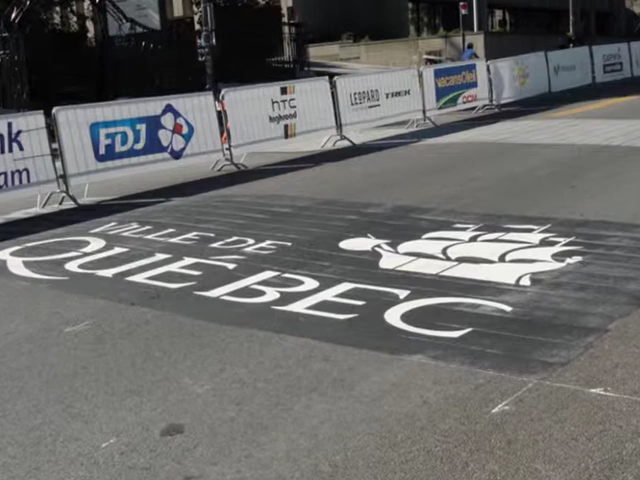 nk
am
FDJ
htc
highroad
LEOPARD TREK
Vacansoleil
DCM
VILLE DE
QUÉBEC